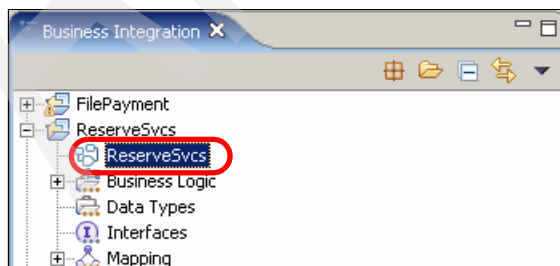 Business Integration
FilePayment
ReserveSvcs
ReserveSvcs
Business Logic
Data Types
Interfaces
Mapping